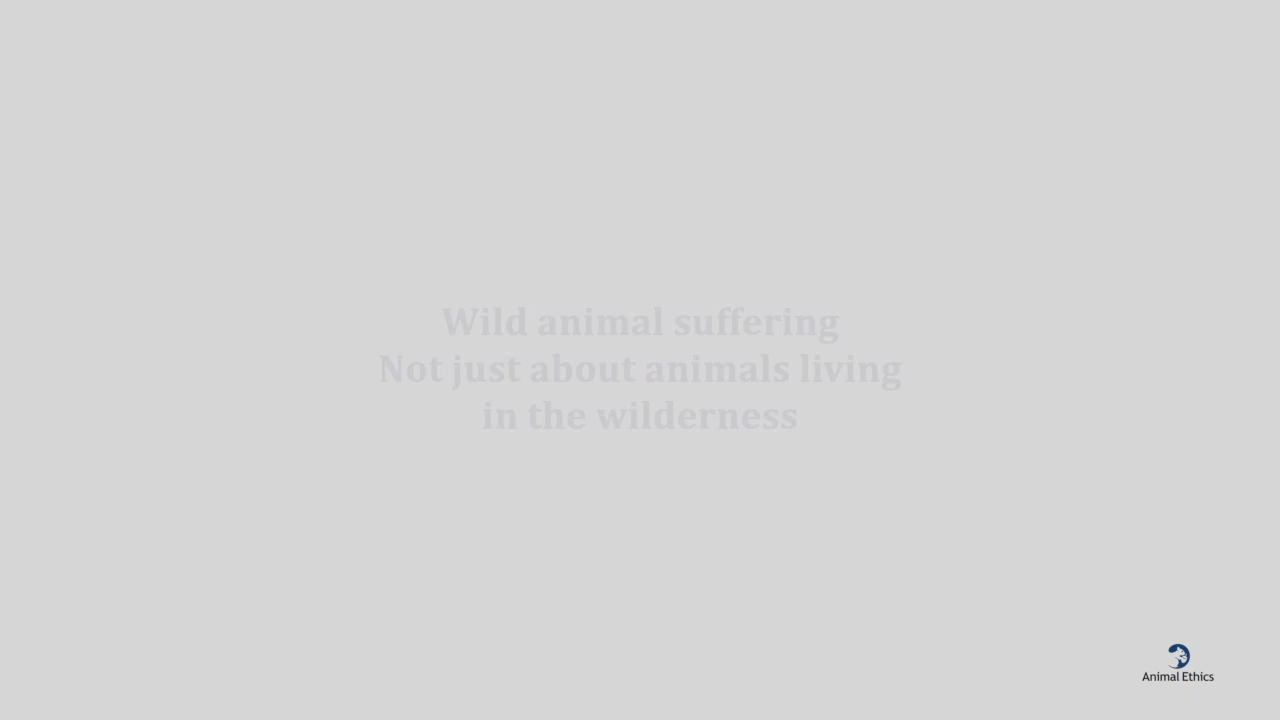 Wild animal suffering
Not just about animals living
in the wilderness
Animal Ethics